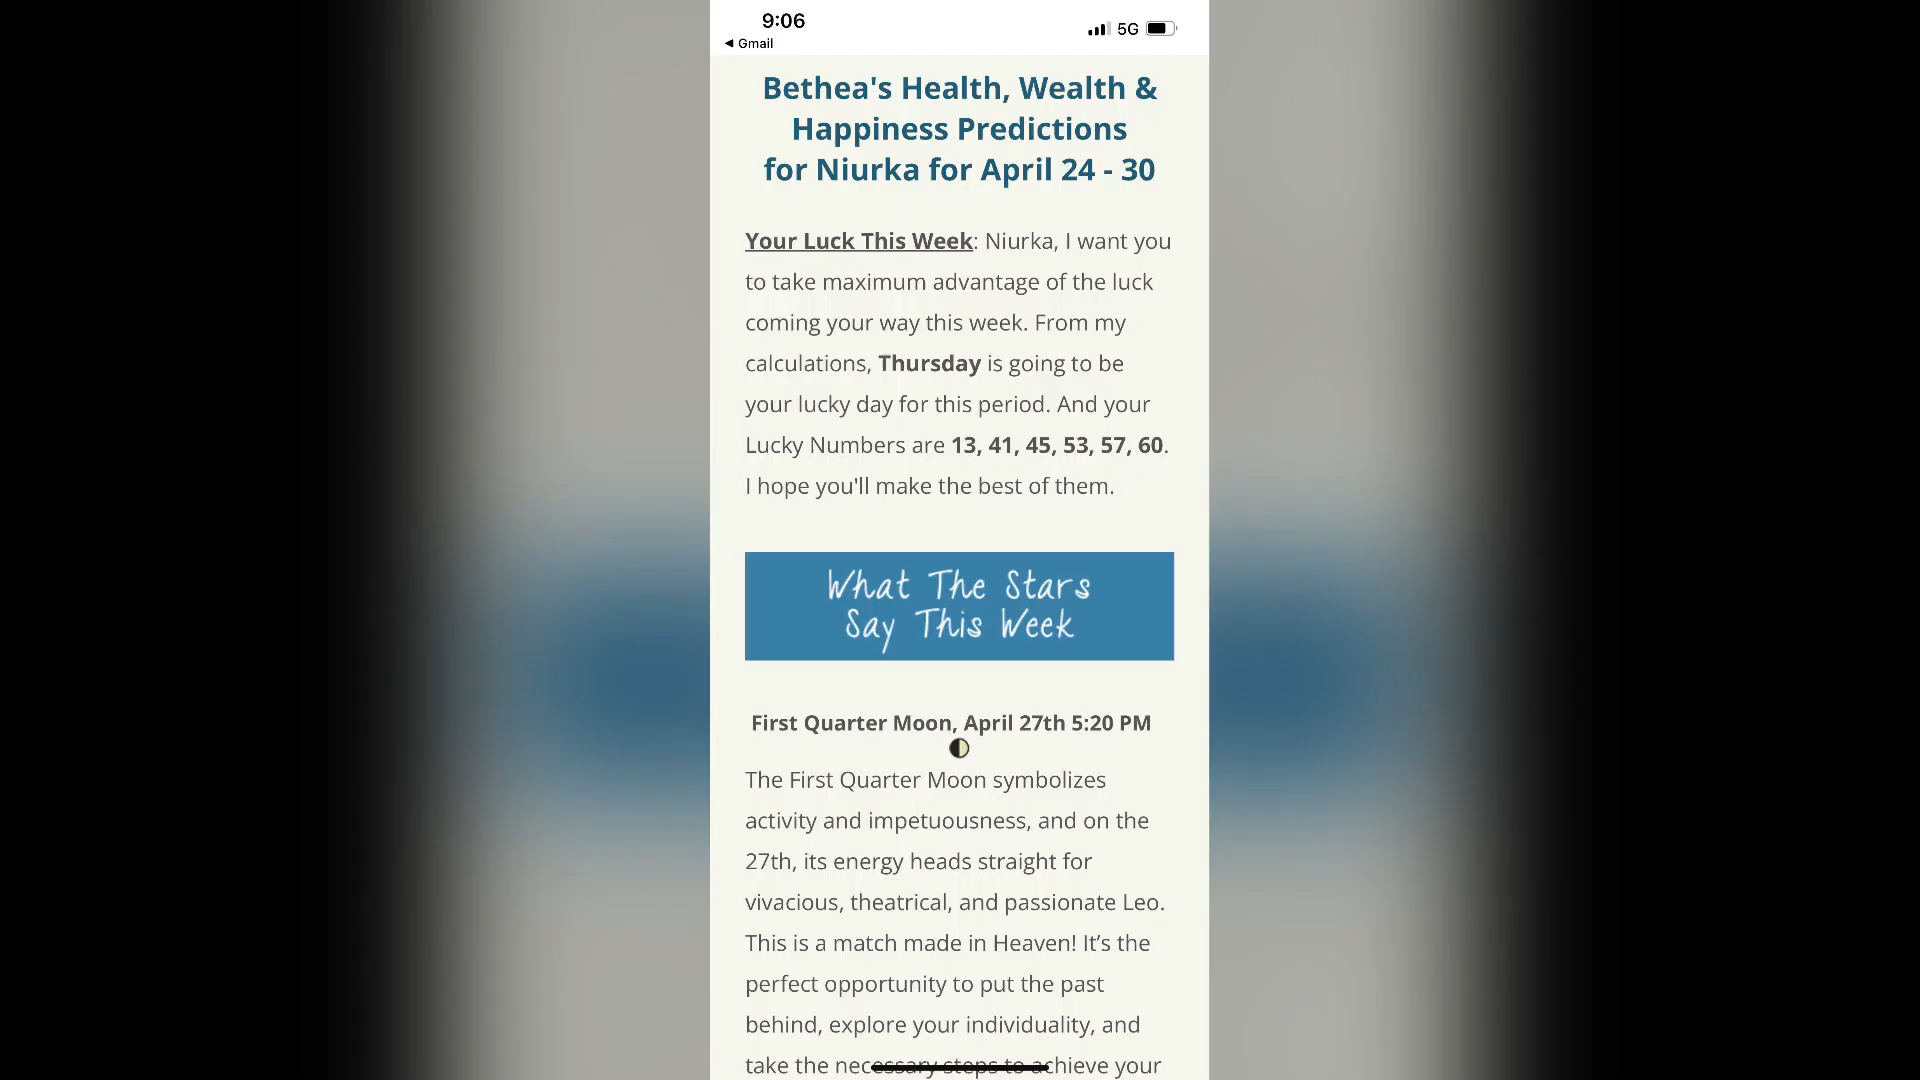 9:06
5G
◀ Gmail
Bethea's Health, Wealth &
Happiness Predictions
for Niurka for April 24 - 30
Your Luck This Week: Niurka, I want you
to take maximum advantage of the luck
coming your way this week. From my
calculations, Thursday is going to be
your lucky day for this period. And your
Lucky Numbers are 13, 41, 45, 53, 57, 60.
I hope you'll make the best of them.
What The Stars
Say This Week
First Quarter Moon, April 27th 5:20 PM
The First Quarter Moon symbolizes
activity and impetuousness, and on the
27th, its energy heads straight for
vivacious, theatrical, and passionate Leo.
This is a match made in Heaven! It’s the
perfect opportunity to put the past
behind, explore your individuality, and
take the necessary steps to achieve your